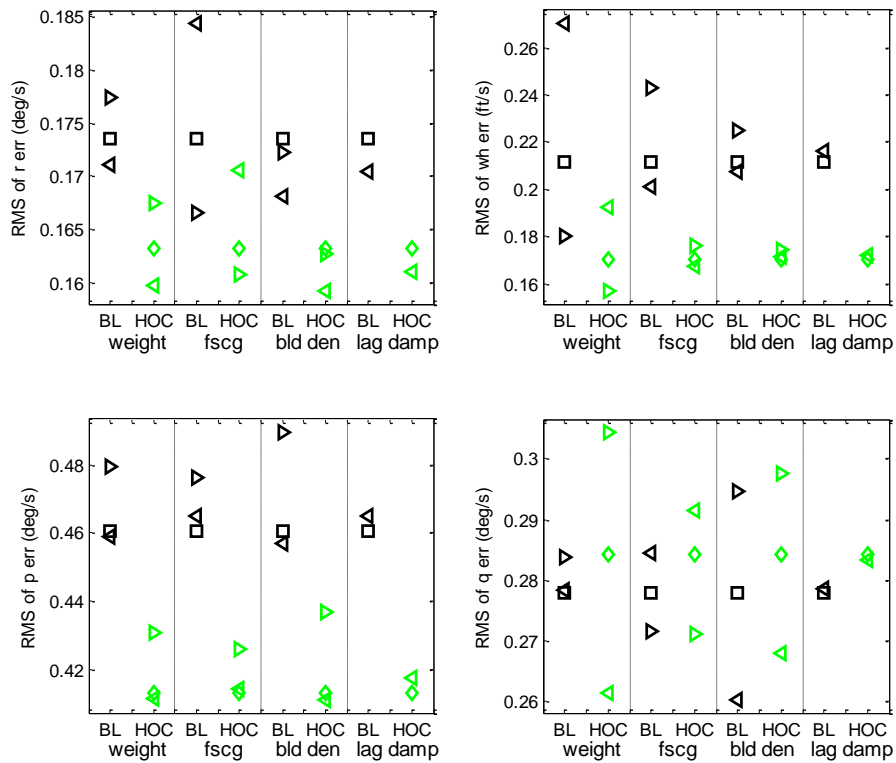 0.185
0.18
0.175
0.17
0.165
0.16
RMS of r err (deg/s)
BL HOC BL HOC BL HOC BL HOC
weight fscg bld den lag damp
0.26
0.24
0.22
0.2
0.18
0.16
RMS of wh err (ft/s)
BL HOC BL HOC BL HOC BL HOC
weight fscg bld den lag damp
0.48
0.46
0.44
0.42
RMS of p err (deg/s)
BL HOC BL HOC BL HOC BL HOC
weight fscg bld den lag damp
0.3
0.29
0.28
0.27
0.26
RMS of q err (deg/s)
BL HOC BL HOC BL HOC BL HOC
weight fscg bld den lag damp